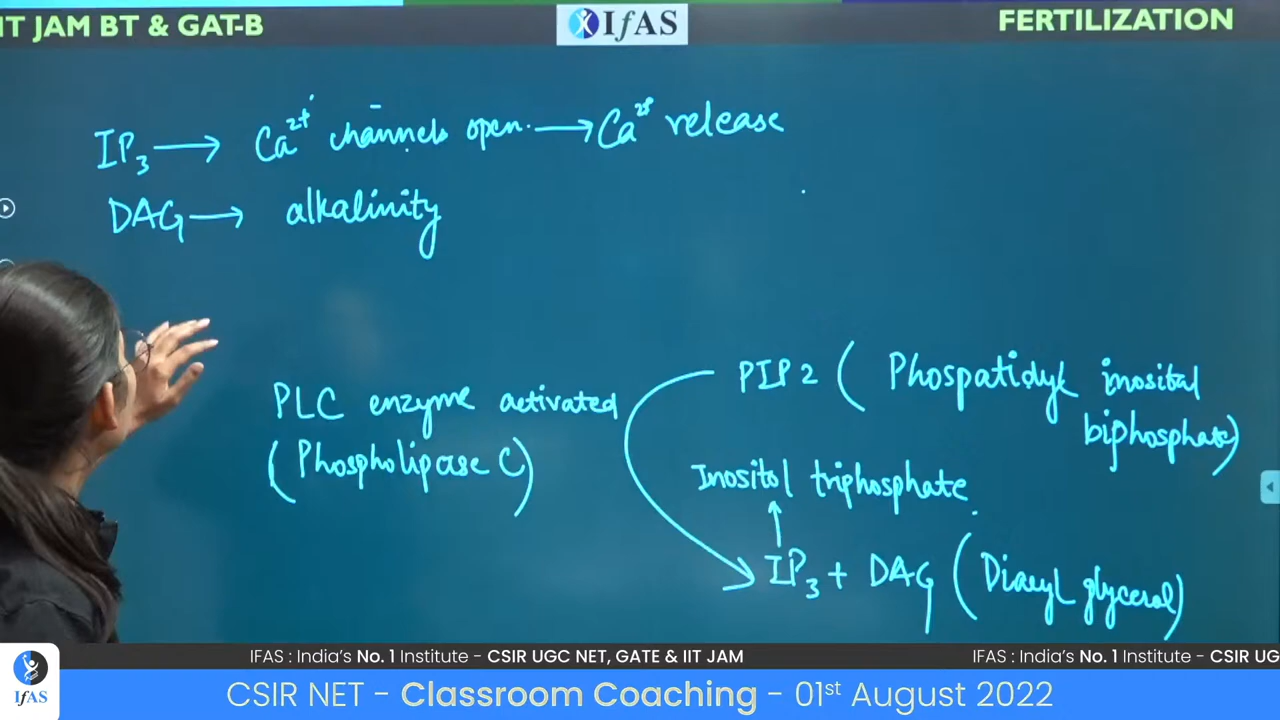 IIT JAM BT & GAT-B
IfAS
FERTILIZATION
IP3 → Ca2+ channels open. → Ca2+ release
DAG → alkalinity
PLC enzyme activated
(Phospholipase C)
PIP2 (Phospatidyl inosital
biphosphate)
Inositol triphosphate
IP3 + DAG (Diacyl glycerol)
IFAS : India's No. 1 Institute - CSIR UGC NET, GATE & IIT JAM
IFAS : India's No. 1 Institute - CSIR UG
IfAS
CSIR NET - Classroom Coaching - 01st August 2022